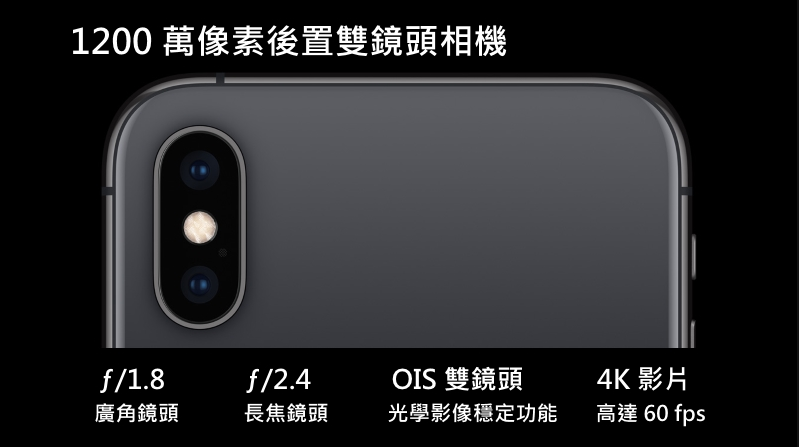 1200 萬像素後置雙鏡頭相機
ƒ/1.8
廣角鏡頭
ƒ/2.4
長焦鏡頭
OIS 雙鏡頭
光學影像穩定功能
4K 影片
高達 60 fps